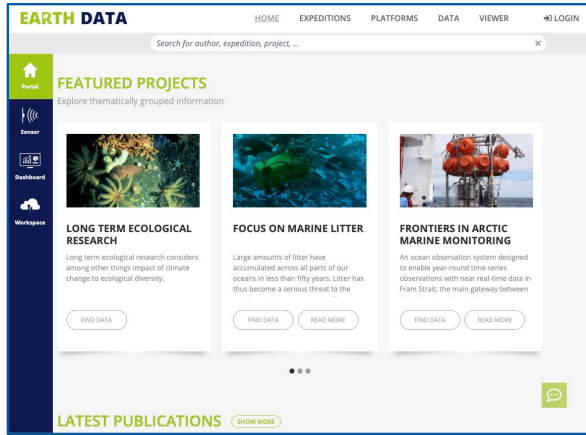 EARTH DATA
HOME EXPEDITIONS PLATFORMS DATA VIEWER LOGIN
Search for author, expedition, project, ...
Portal
Sensor
Dashboard
Workspace
FEATURED PROJECTS
Explore thematically grouped information
LONG TERM ECOLOGICAL
RESEARCH
Long term ecological research considers
among other things impact of climate
change to ecological diversity.
FIND DATA
FOCUS ON MARINE LITTER
Large amounts of litter have
accumulated across all parts of our
oceans in less than fifty years. Litter has
thus become a serious threat to the
FIND DATA READ MORE
FRONTIERS IN ARCTIC
MARINE MONITORING
An ocean observation system designed
to enable year-round time series
observations with near real-time data in
Fram Strait, the main gateway between
FIND DATA READ MORE
LATEST PUBLICATIONS SHOW MORE